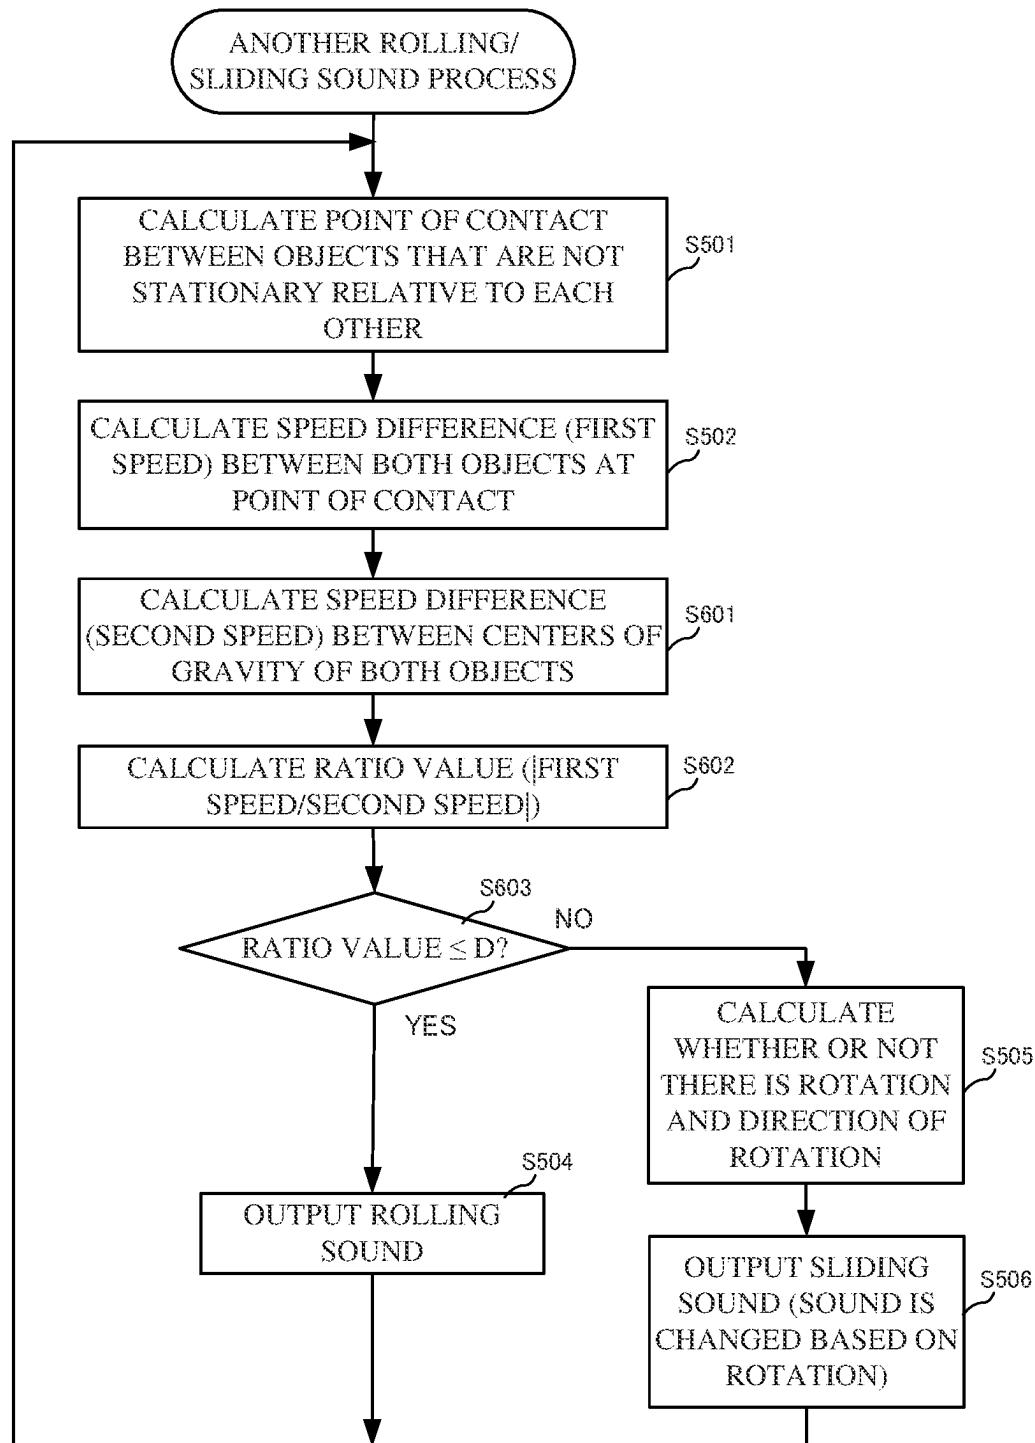 ANOTHER ROLLING/
SLIDING SOUND PROCESS
CALCULATE POINT OF CONTACT
BETWEEN OBJECTS THAT ARE NOT
STATIONARY RELATIVE TO EACH
OTHER
S501
CALCULATE SPEED DIFFERENCE (FIRST
SPEED) BETWEEN BOTH OBJECTS AT
POINT OF CONTACT
S502
CALCULATE SPEED DIFFERENCE
(SECOND SPEED) BETWEEN CENTERS OF
GRAVITY OF BOTH OBJECTS
S601
CALCULATE RATIO VALUE (|FIRST
SPEED/SECOND SPEED|)
S602
S603
RATIO VALUE ≤ D?
NO
YES
CALCULATE
WHETHER OR NOT
THERE IS ROTATION
AND DIRECTION OF
ROTATION
S505
S504
OUTPUT ROLLING
SOUND
OUTPUT SLIDING
SOUND (SOUND IS
CHANGED BASED ON
ROTATION)
S506